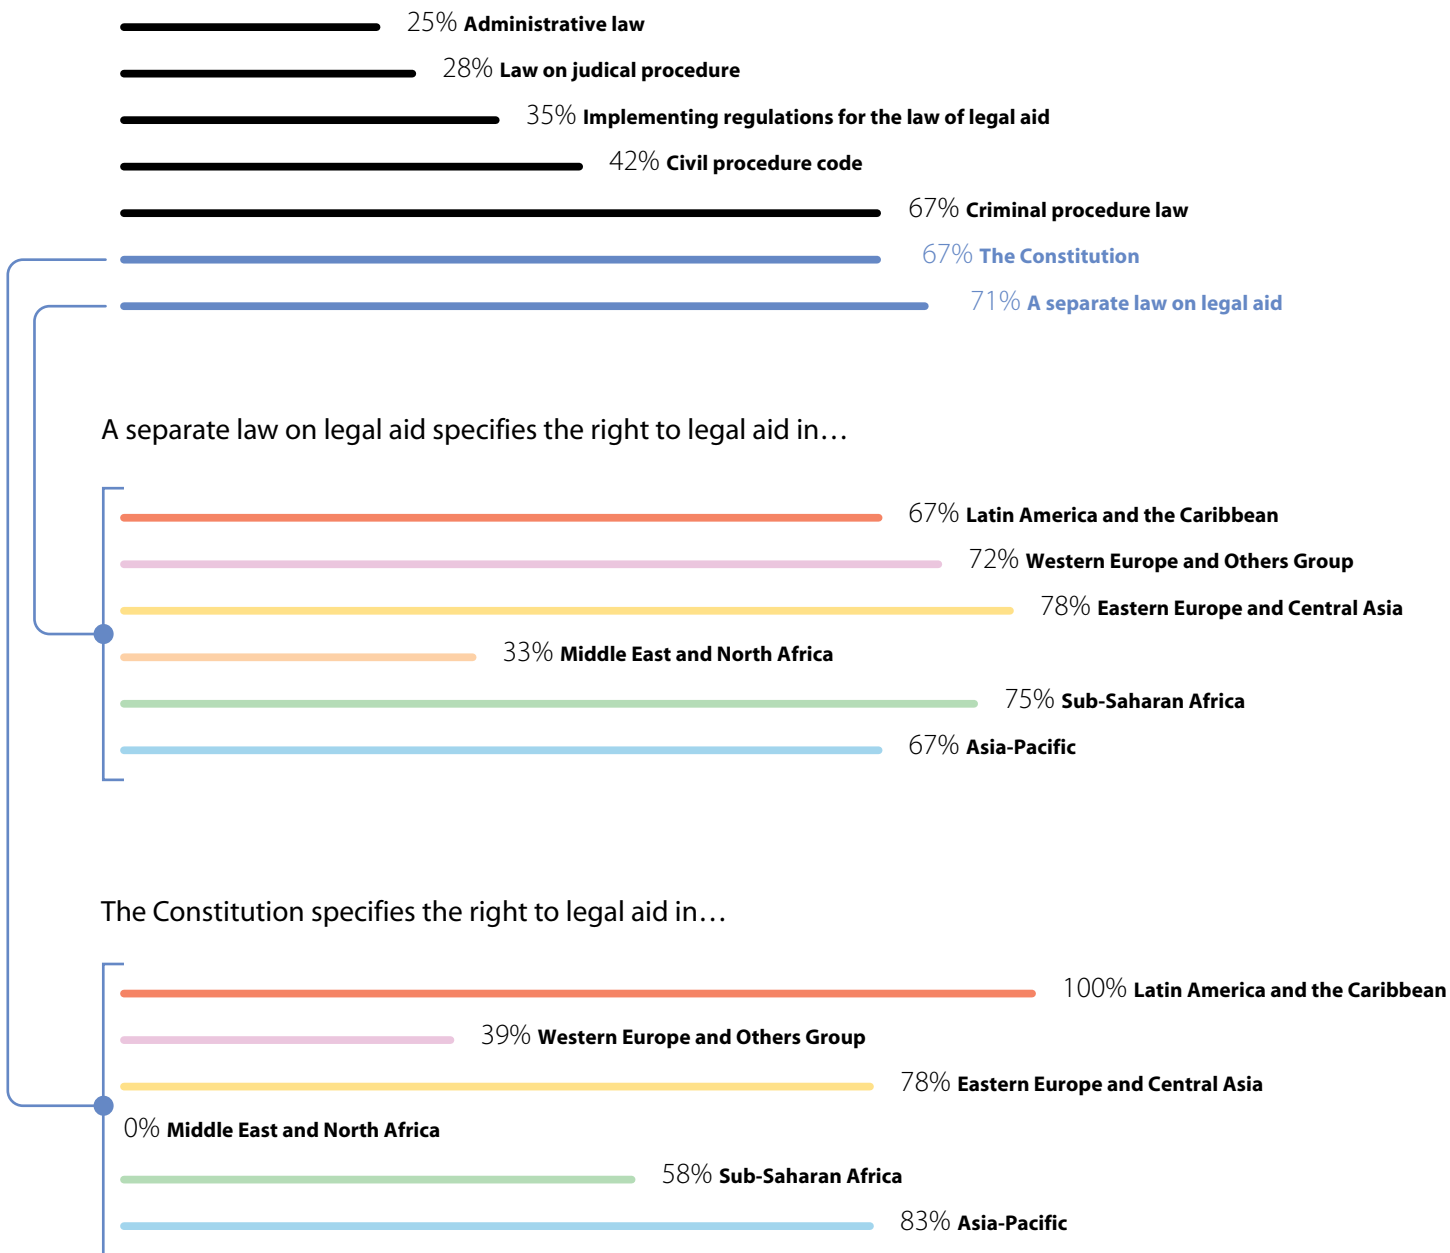 25% Administrative law
28% Law on judical procedure
35% Implementing regulations for the law of legal aid
42% Civil procedure code
67% Criminal procedure law
67% The Constitution
71% A separate law on legal aid
A separate law on legal aid specifies the right to legal aid in…
67% Latin America and the Caribbean
72% Western Europe and Others Group
78% Eastern Europe and Central Asia
33% Middle East and North Africa
75% Sub-Saharan Africa
67% Asia-Pacific
The Constitution specifies the right to legal aid in…
100% Latin America and the Caribbean
39% Western Europe and Others Group
78% Eastern Europe and Central Asia
0% Middle East and North Africa
58% Sub-Saharan Africa
83% Asia-Pacific